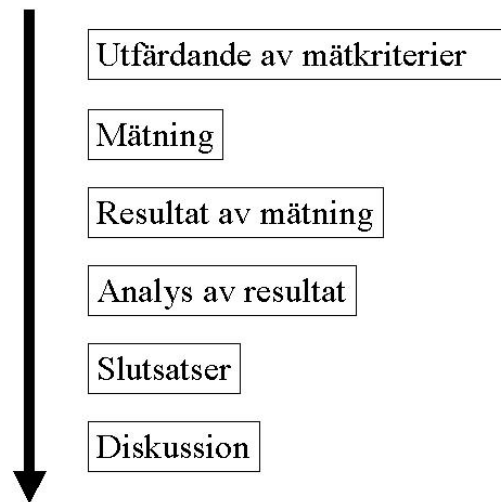 Utfärdande av mätkriterier
Mätning
Resultat av mätning
Analys av resultat
Slutsatser
Diskussion